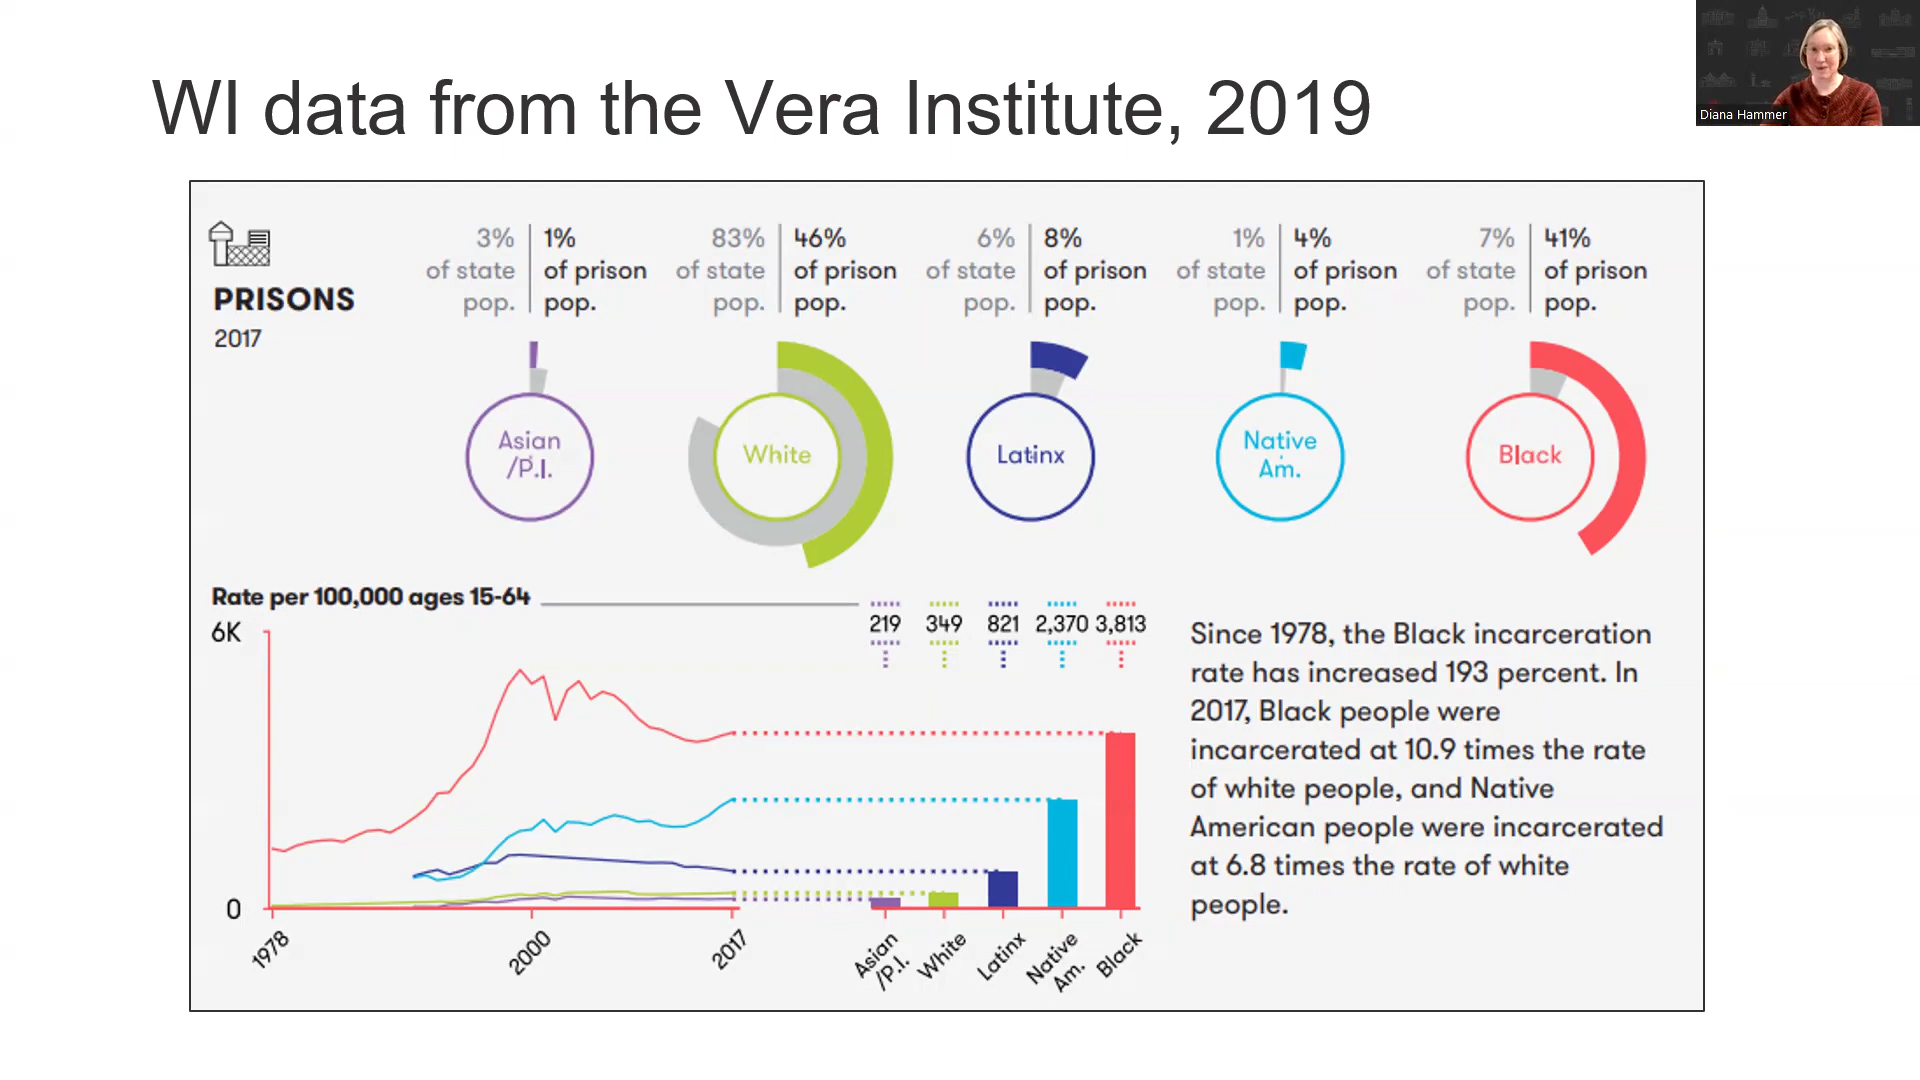 WI data from the Vera Institute, 2019
Diana Hammer
PRISONS
2017
3% of state pop.
1% of prison pop.
83% of state pop.
46% of prison pop.
6% of state pop.
8% of prison pop.
1% of state pop.
4% of prison pop.
7% of state pop.
41% of prison pop.
Asian
/P.I.
White
Latinx
Native
Am.
Black
Rate per 100,000 ages 15-64
219 349 821 2,370 3,813
6K
0
1978
2000
2017
Asian
/P.I.
White
Latinx
Native
Am.
Black
Since 1978, the Black incarceration
rate has increased 193 percent. In
2017, Black people were
incarcerated at 10.9 times the rate
of white people, and Native
American people were incarcerated
at 6.8 times the rate of white
people.